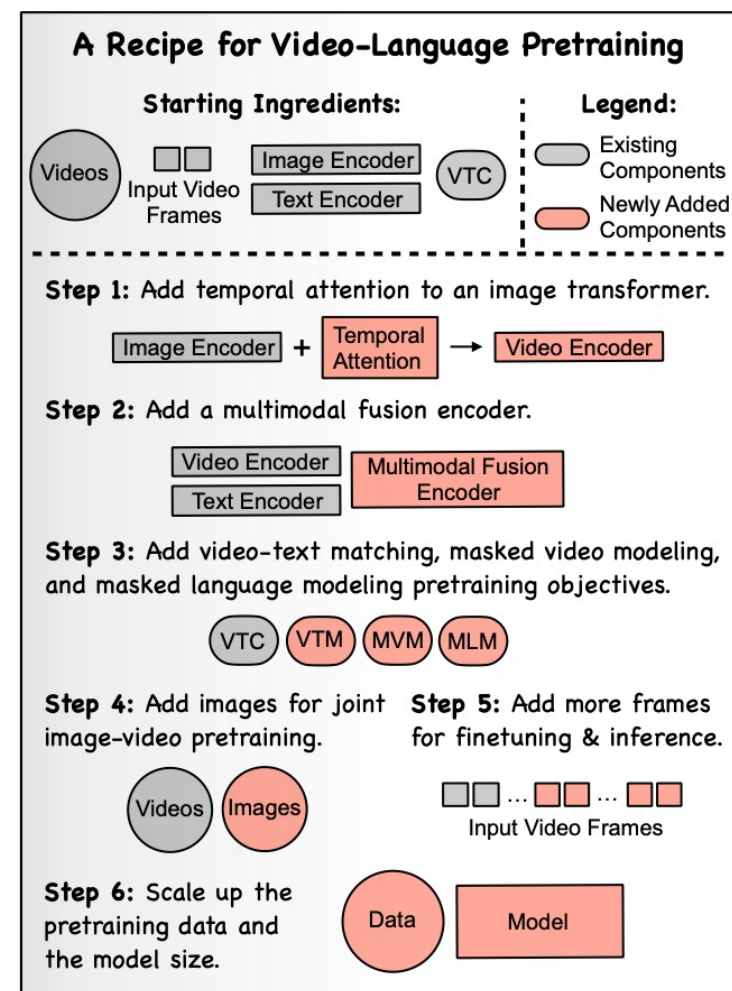 A Recipe for Video-Language Pretraining
Starting Ingredients:
Videos
Input Video
Frames
Image Encoder
Text Encoder
VTC
Legend:
Existing
Components
Newly Added
Components
Step 1: Add temporal attention to an image transformer.
Image Encoder + Temporal
Attention → Video Encoder
Step 2: Add a multimodal fusion encoder.
Video Encoder
Text Encoder
Multimodal Fusion
Encoder
Step 3: Add video-text matching, masked video modeling,
and masked language modeling pretraining objectives.
VTC VTM MVM MLM
Step 4: Add images for joint
image-video pretraining.
Videos Images
Step 5: Add more frames
for finetuning & inference.
... ...
Input Video Frames
Step 6: Scale up the
pretraining data and
the model size.
Data Model